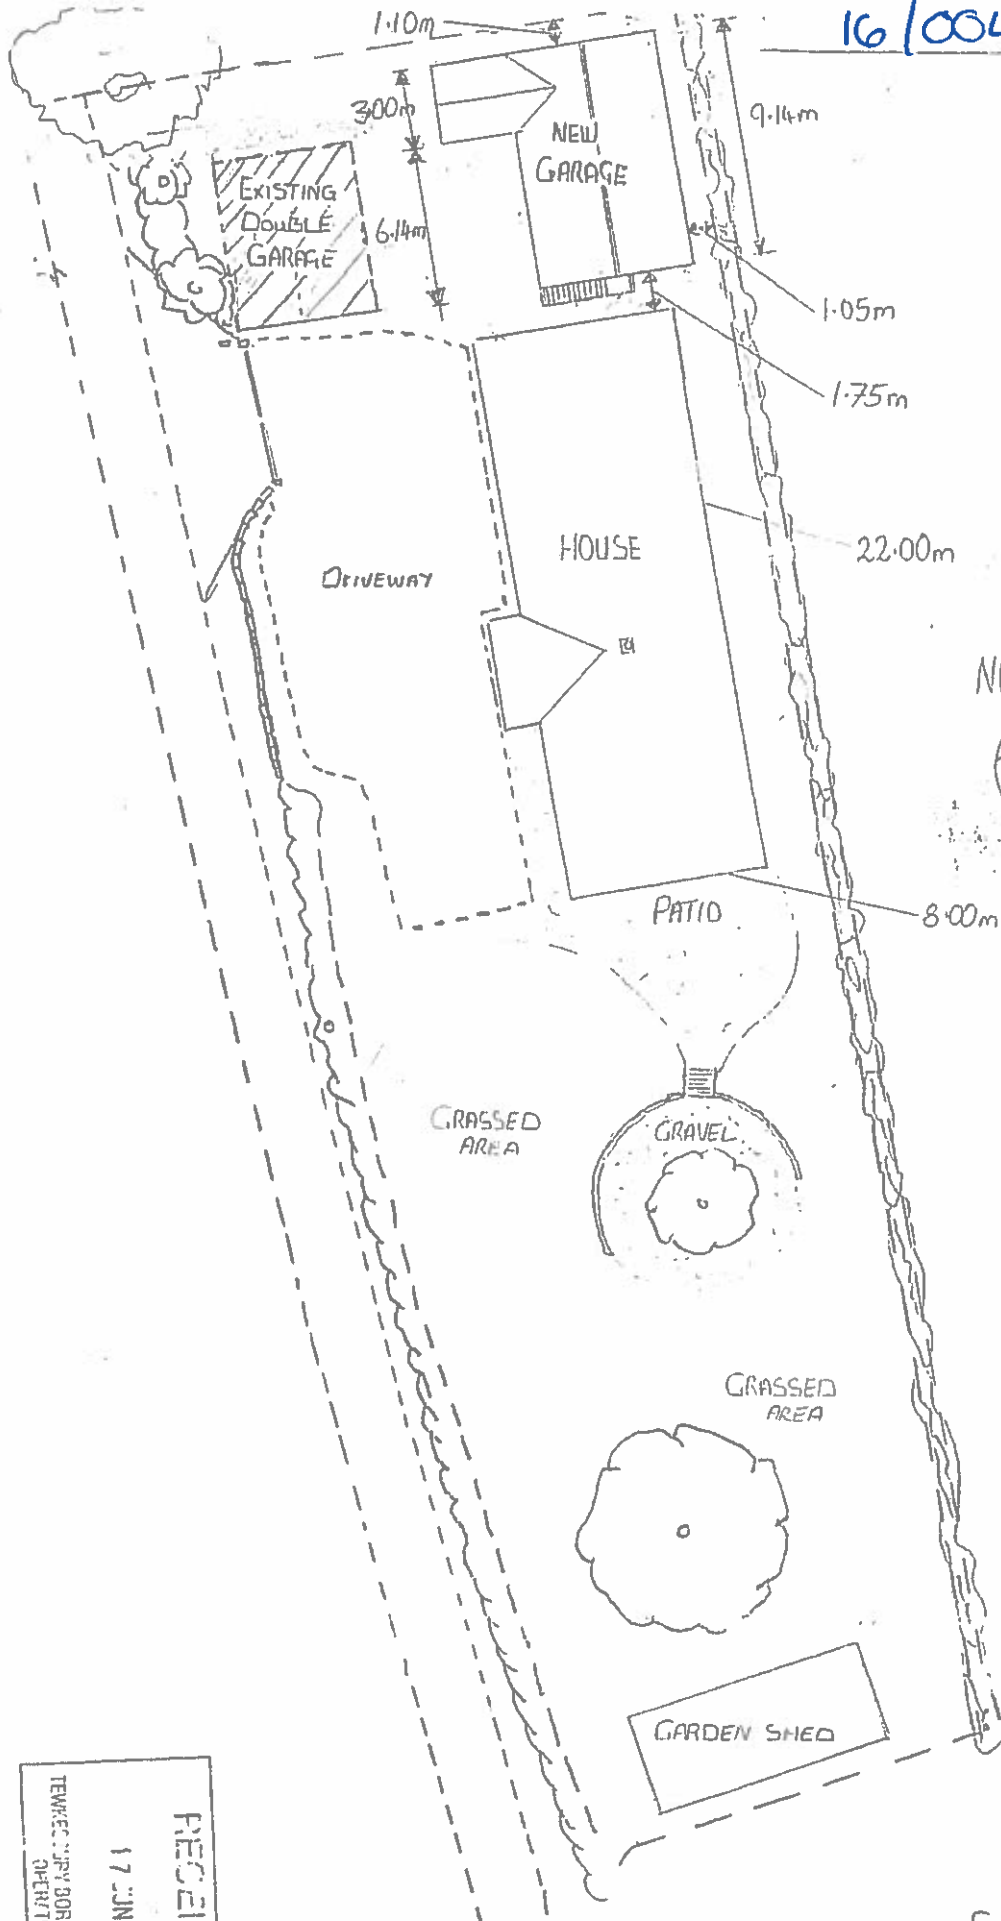 16/004
1.10m
3.00m
9.14m
NEW
GARAGE
EXISTING
DOUBLE
GARAGE
6.14m
1.05m
1.75m
HOUSE
22.00m
DRIVEWAY
PATIO
8.00m
GRASSED
AREA
GRAVEL
GRASSED
AREA
GARDEN SHED
17 JUN